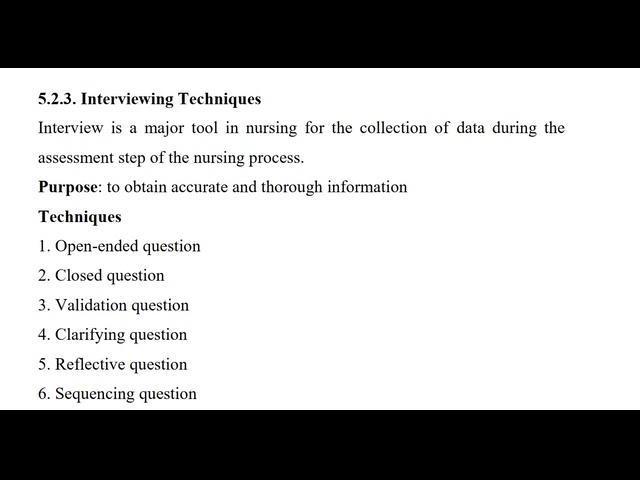 5.2.3. Interviewing Techniques
Interview is a major tool in nursing for the collection of data during the
assessment step of the nursing process.
Purpose: to obtain accurate and thorough information
Techniques
1. Open-ended question
2. Closed question
3. Validation question
4. Clarifying question
5. Reflective question
6. Sequencing question